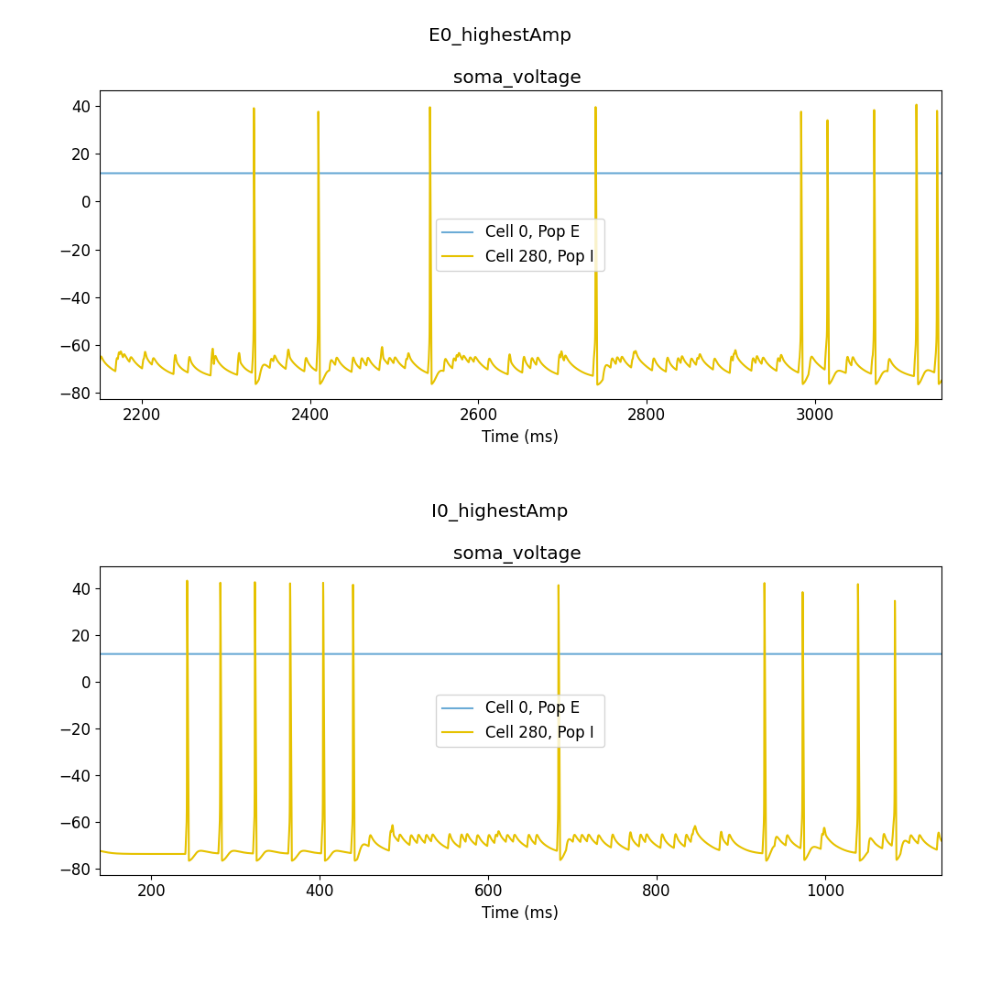 E0_highestAmp
soma_voltage
40
20
0
−20
−40
−60
−80
Cell 0, Pop E
Cell 280, Pop I
2200 2400 2600 2800 3000
Time (ms)
I0_highestAmp
soma_voltage
40
20
0
−20
−40
−60
−80
Cell 0, Pop E
Cell 280, Pop I
200 400 600 800 1000
Time (ms)